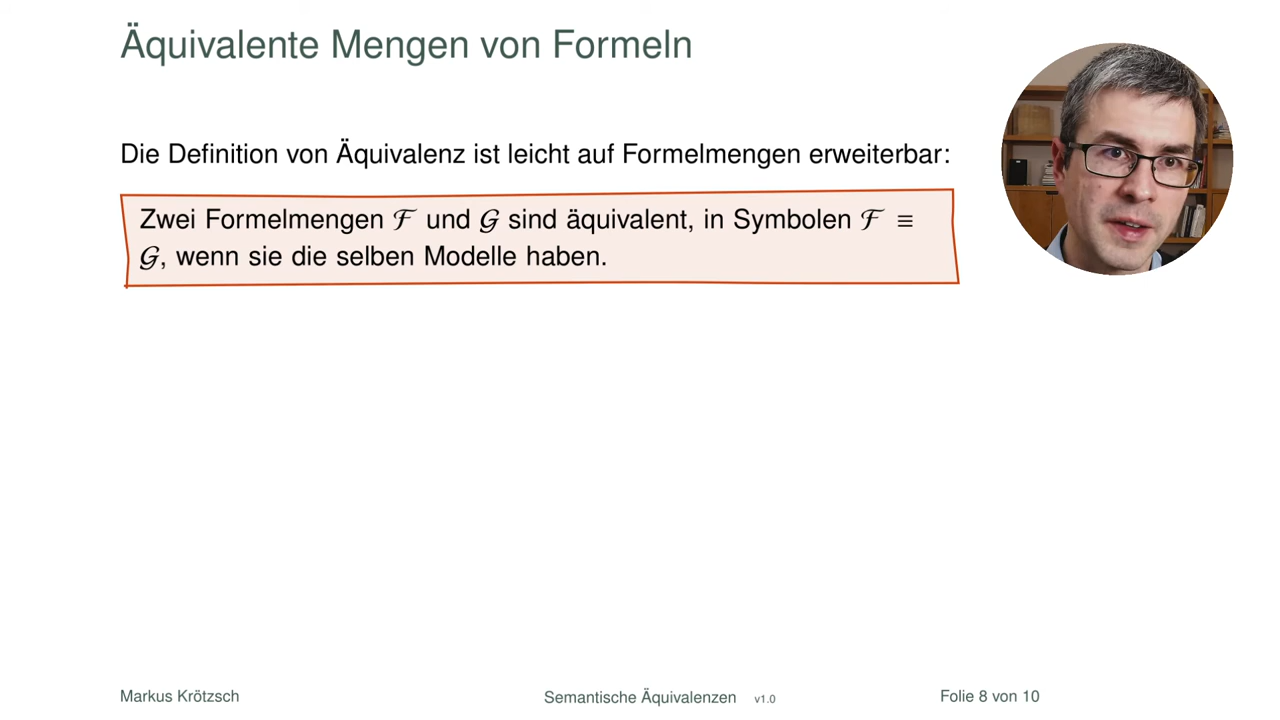 Äquivalente Mengen von Formeln
Die Definition von Äquivalenz ist leicht auf Formelmengen erweiterbar:
Zwei Formelmengen ℱ und 𝒢 sind äquivalent, in Symbolen ℱ ≡
𝒢, wenn sie die selben Modelle haben.
Markus Krötzsch
Semantische Äquivalenzen v1.0
Folie 8 von 10